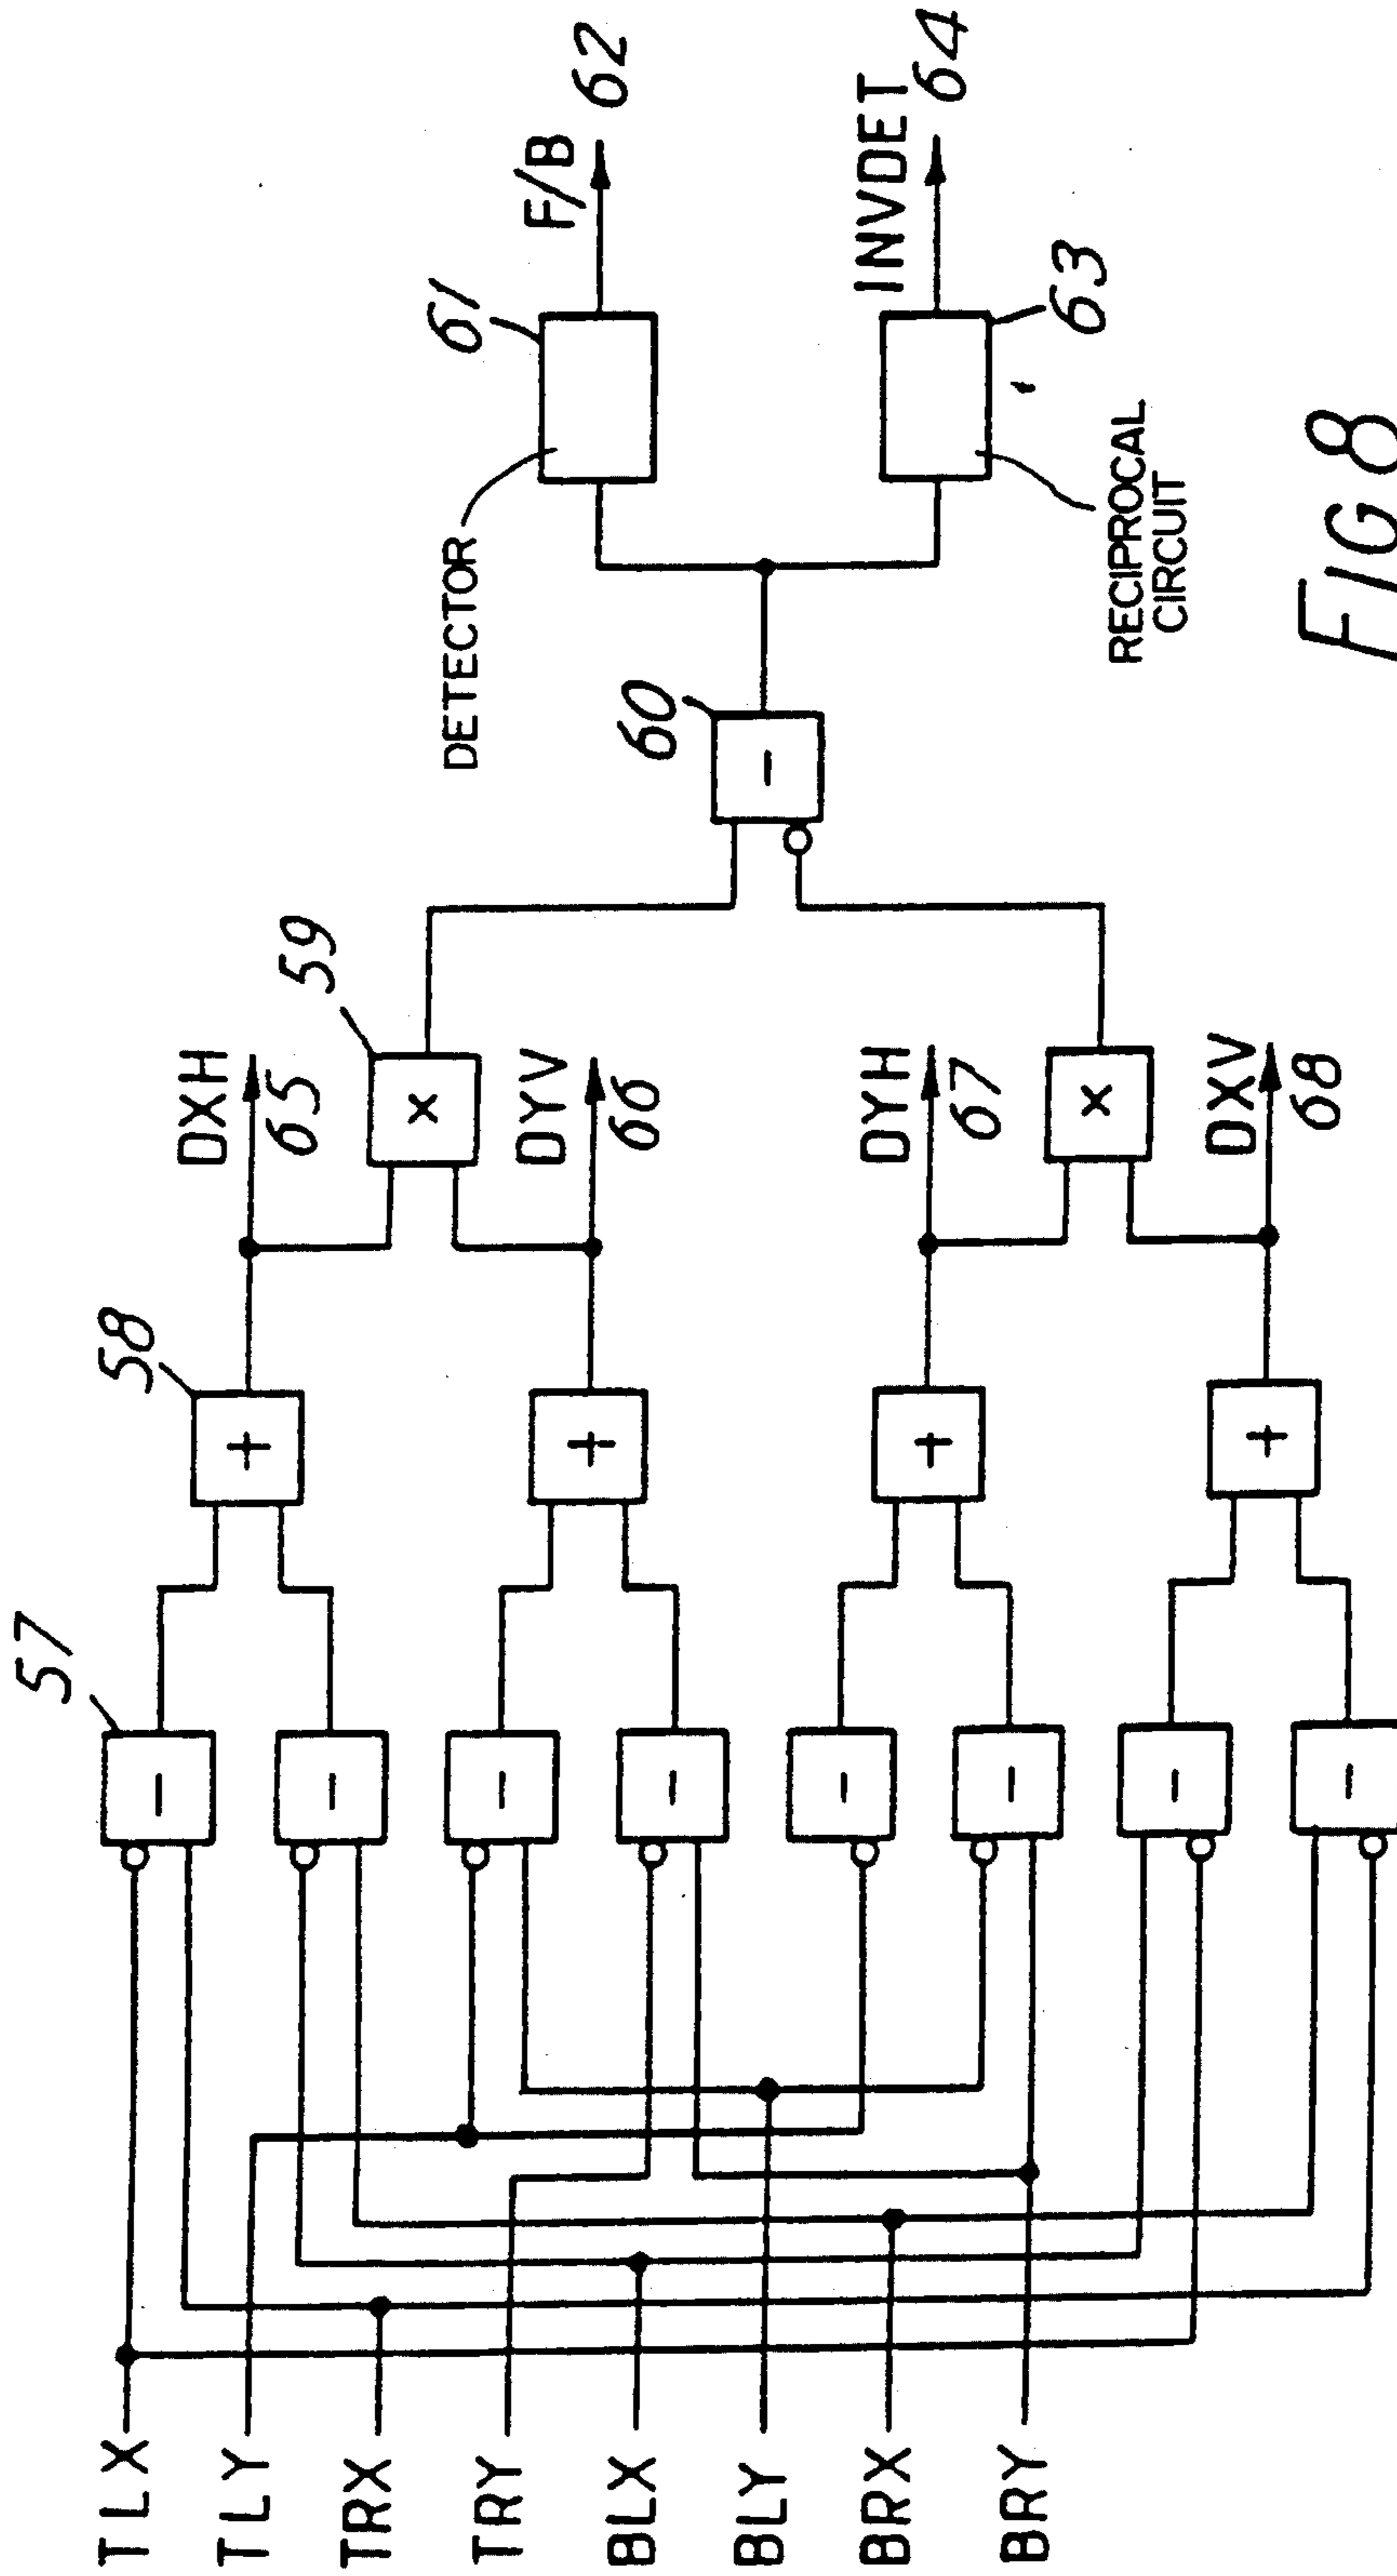 TLX
TLY
TRX
TRY
BLX
BLY
BRX
BRY
57
−
−
−
−
−
−
−
−
58
+
+
+
+
DXH
65
59
×
DYV
66
DYH
67
×
DXV
68
60
−
DETECTOR
61
F/B
62
RECIPROCAL
CIRCUIT
63
INVDET
64
FIG 8